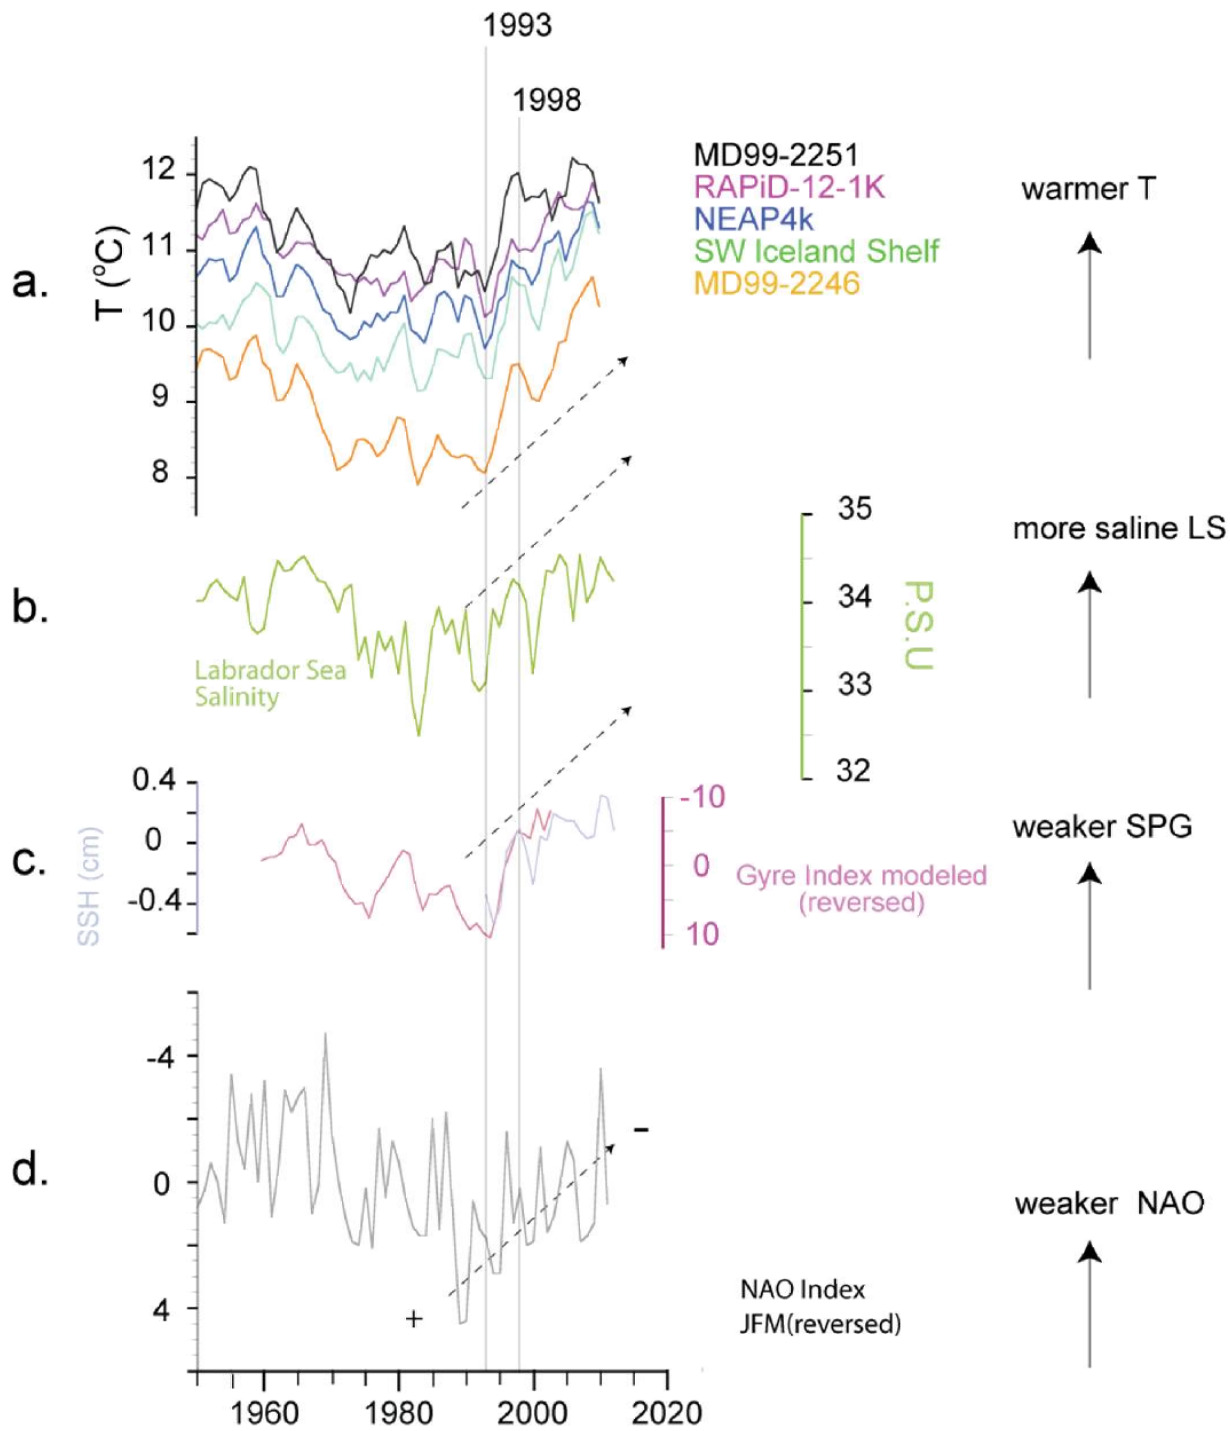 1993
1998
MD99-2251
RAPiD-12-1K
NEAP4k
SW Iceland Shelf
MD99-2246
warmer T
a.
T (°C)
12
11
10
9
8
more saline LS
b.
Labrador Sea
Salinity
35
34
33
32
P.S.U
weaker SPG
c.
SSH (cm)
0.4
0
-0.4
-10
0
10
Gyre Index modeled
(reversed)
d.
-4
0
4
-
+
weaker NAO
NAO Index
JFM(reversed)
1960
1980
2000
2020